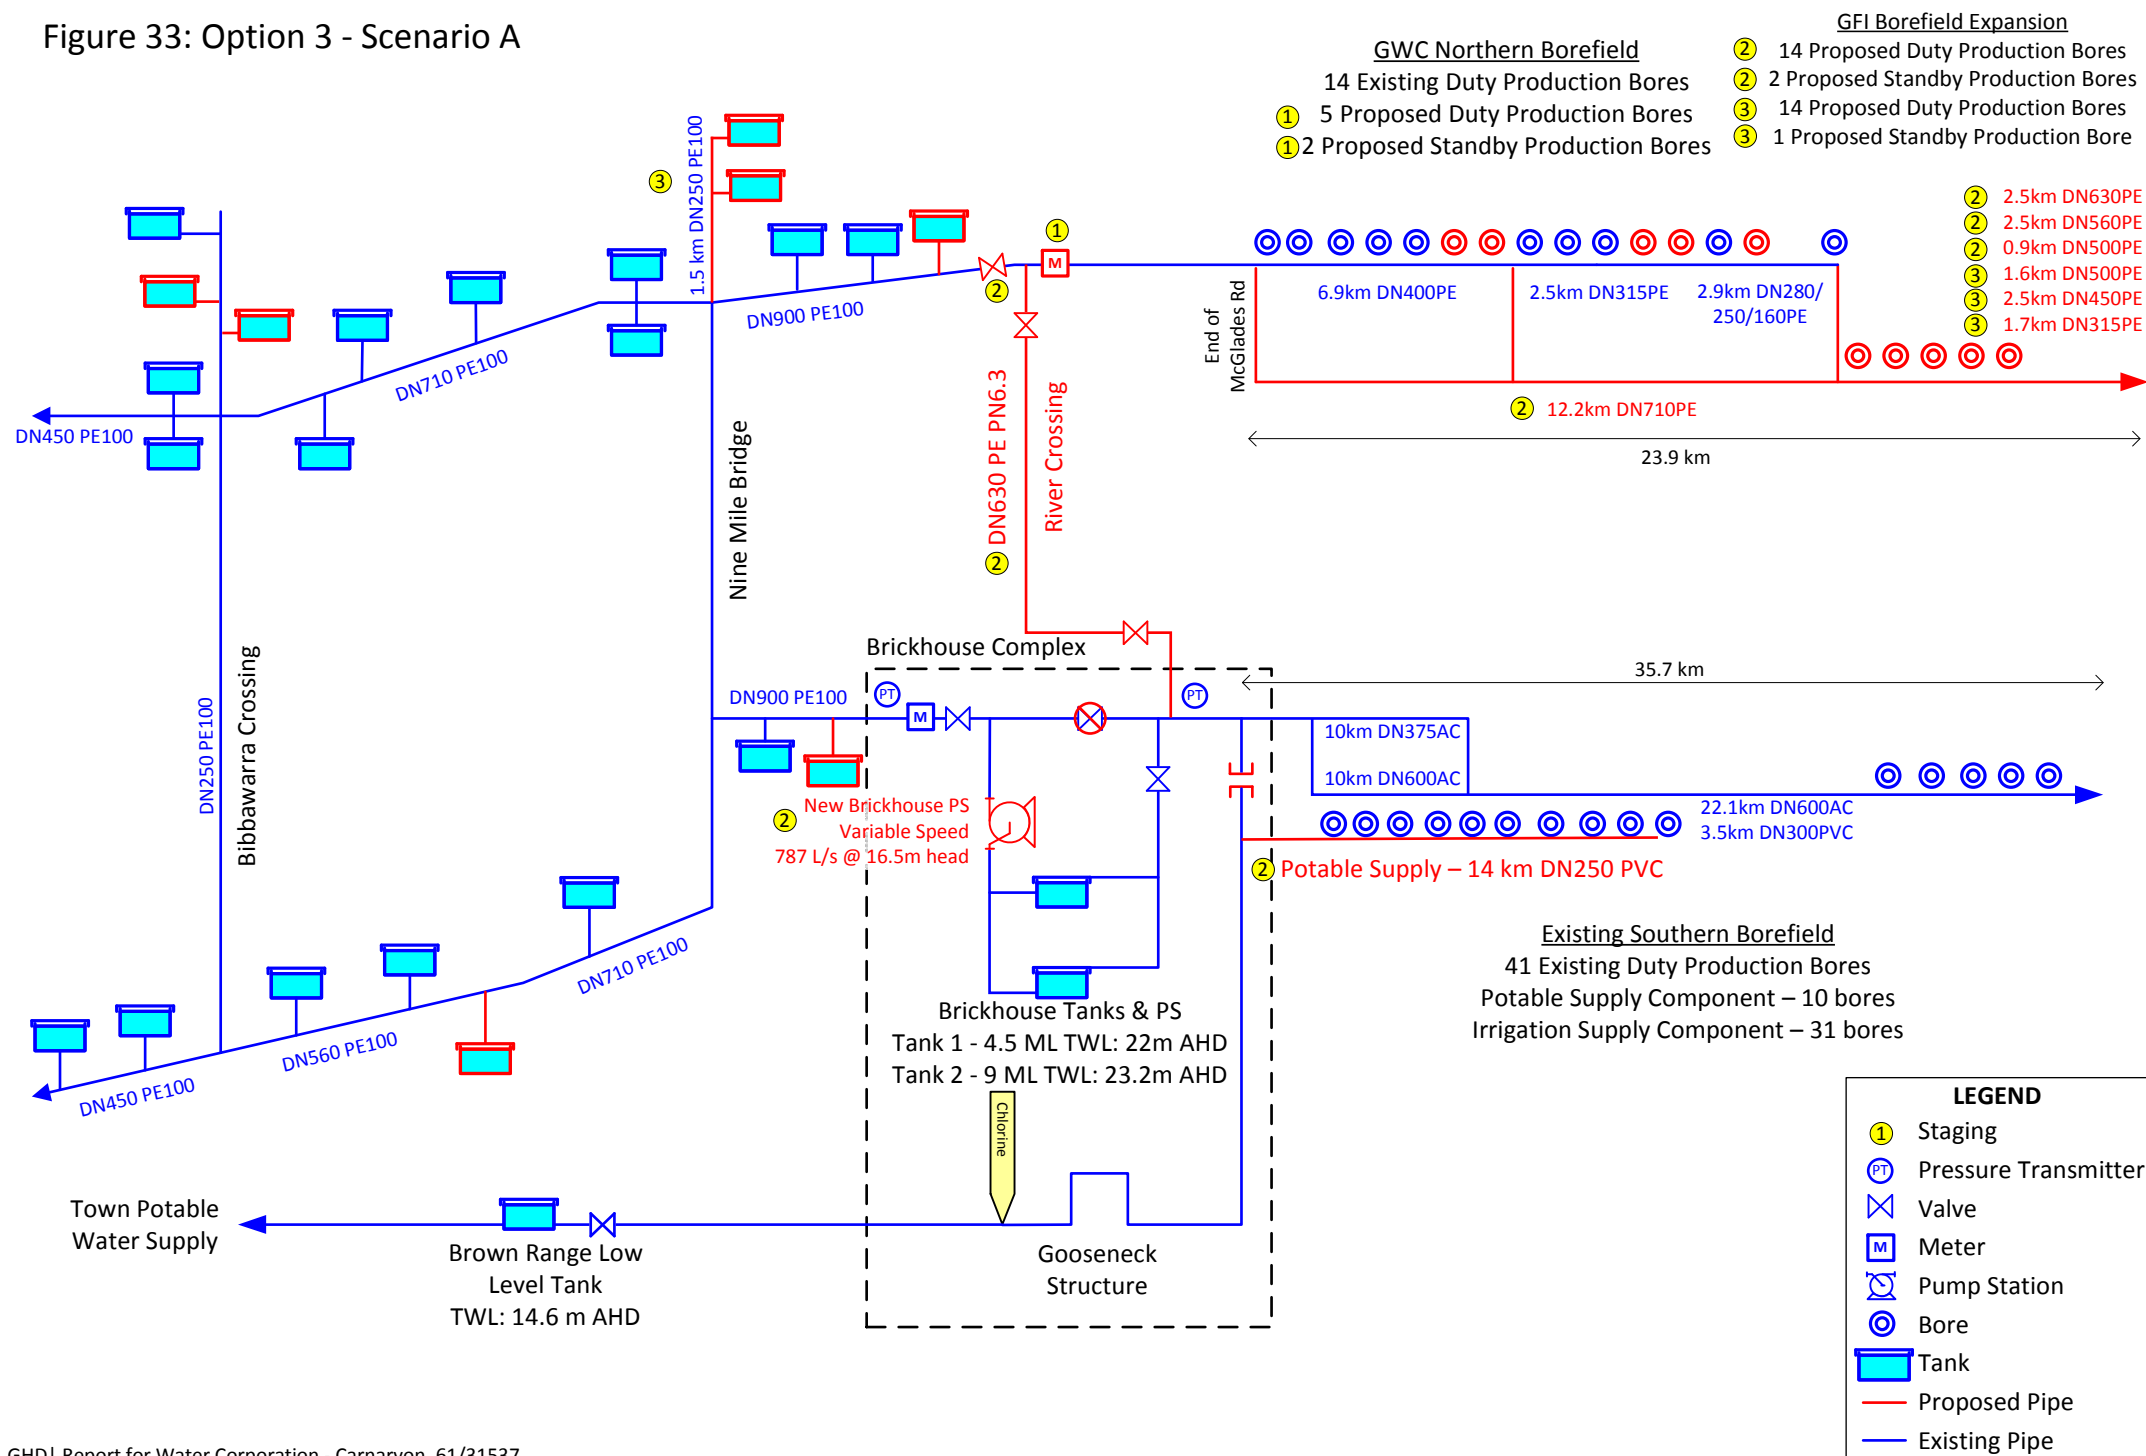 Figure 33: Option 3 - Scenario A
GWC Northern Borefield
14 Existing Duty Production Bores
1 5 Proposed Duty Production Bores
1 2 Proposed Standby Production Bores
GFI Borefield Expansion
2 14 Proposed Duty Production Bores
2 2 Proposed Standby Production Bores
3 14 Proposed Duty Production Bores
3 1 Proposed Standby Production Bore
3
1.5 km DN250 PE100
2 2.5km DN630PE
2 2.5km DN560PE
2 0.9km DN500PE
3 1.6km DN500PE
3 2.5km DN450PE
3 1.7km DN315PE
1
M
2
DN900 PE100
6.9km DN400PE
2.5km DN315PE
2.9km DN280/
250/160PE
End of
McGlades Rd
2 12.2km DN710PE
23.9 km
DN710 PE100
DN450 PE100
Nine Mile Bridge
2 DN630 PE PN6.3
River Crossing
Bibbawarra Crossing
DN250 PE100
Brickhouse Complex
35.7 km
DN900 PE100
PT
M
PT
10km DN375AC
10km DN600AC
22.1km DN600AC
3.5km DN300PVC
2
New Brickhouse PS
Variable Speed
787 L/s @ 16.5m head
2 Potable Supply – 14 km DN250 PVC
Existing Southern Borefield
41 Existing Duty Production Bores
Potable Supply Component – 10 bores
Irrigation Supply Component – 31 bores
DN710 PE100
DN560 PE100
DN450 PE100
Brickhouse Tanks & PS
Tank 1 - 4.5 ML TWL: 22m AHD
Tank 2 - 9 ML TWL: 23.2m AHD
Chlorine
Town Potable
Water Supply
Brown Range Low
Level Tank
TWL: 14.6 m AHD
Gooseneck
Structure
LEGEND
1 Staging
PT Pressure Transmitter
Valve
M Meter
Pump Station
Bore
Tank
Proposed Pipe
Existing Pipe
GHD| Report for Water Corporation - Carnarvon, 61/31537